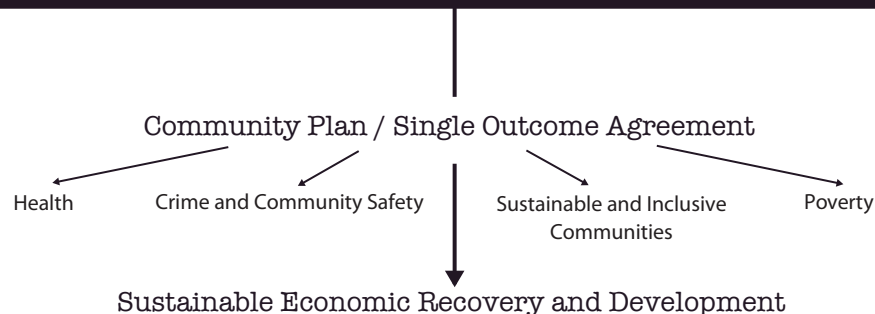 Community Plan / Single Outcome Agreement
Health
Crime and Community Safety
Sustainable and Inclusive
Communities
Poverty
Sustainable Economic Recovery and Development